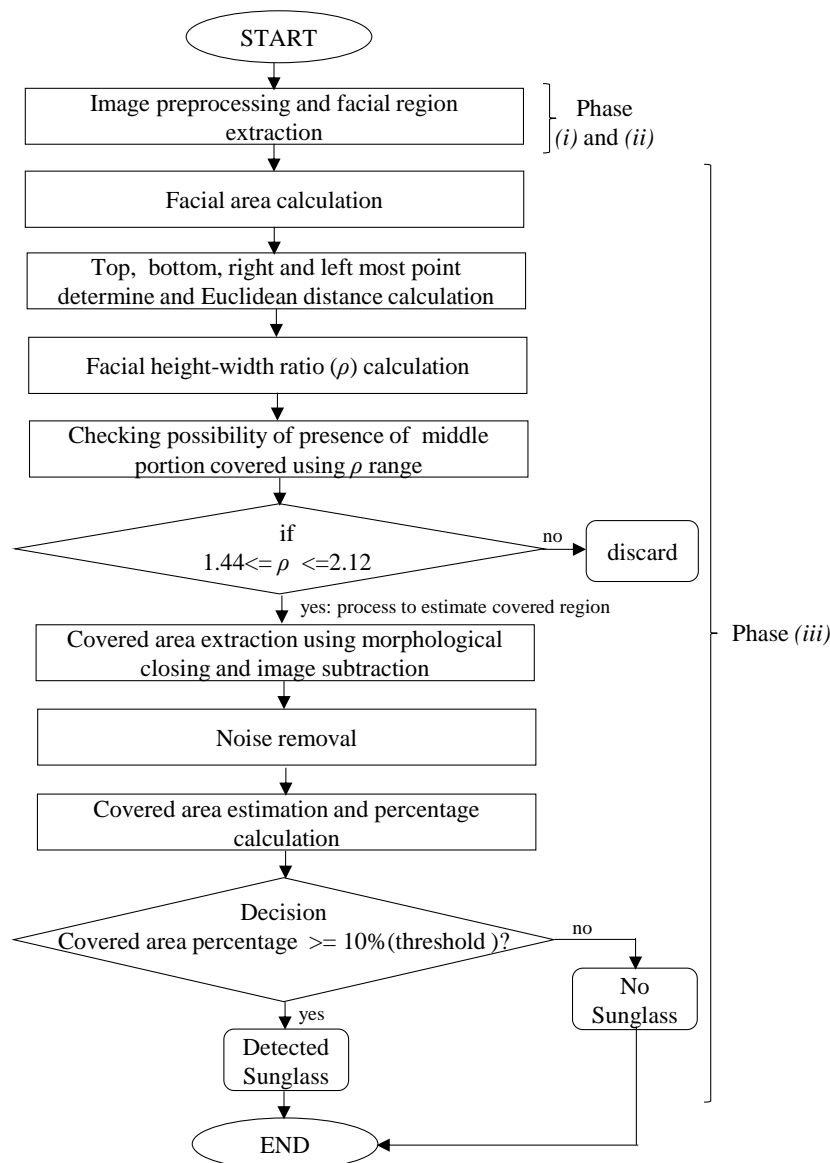 START
Image preprocessing and facial region
extraction
Phase
(i) and (ii)
Facial area calculation
Top, bottom, right and left most point
determine and Euclidean distance calculation
Facial height-width ratio (ρ) calculation
Checking possibility of presence of middle
portion covered using ρ range
if
1.44<= ρ <=2.12
no
discard
yes: process to estimate covered region
Covered area extraction using morphological
closing and image subtraction
Phase (iii)
Noise removal
Covered area estimation and percentage
calculation
Decision
Covered area percentage >= 10%(threshold )?
no
No
Sunglass
yes
Detected
Sunglass
END